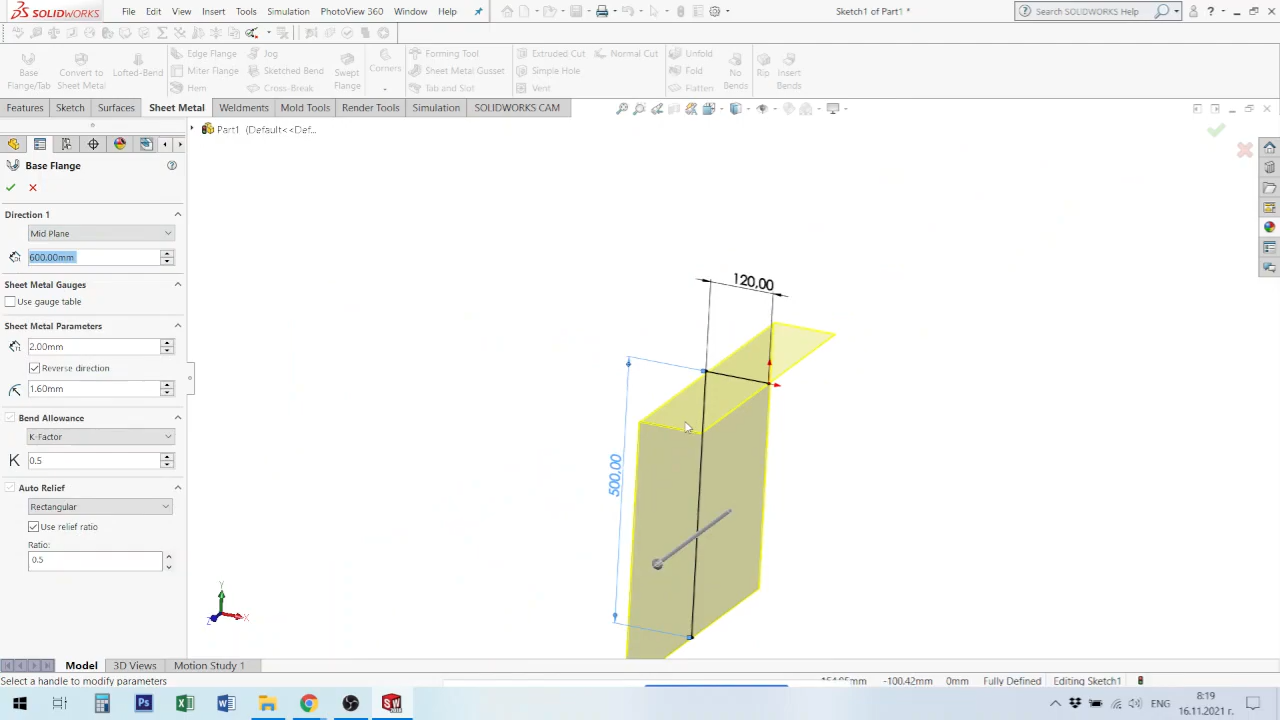 SOLIDWORKS File Edit View Insert Tools Simulation PhotoView 360 Window Help Sketch1 of Part1 * Search SOLIDWORKS Help
Base Flange/Tab Convert to Sheet Metal Lofted-Bend Edge Flange Miter Flange Hem Jog Sketched Bend Cross-Break Swept Flange Corners Forming Tool Sheet Metal Gusset Tab and Slot Extruded Cut Simple Hole Vent Normal Cut Unfold Fold Flatten No Bends Rip Insert Bends
Features Sketch Surfaces Sheet Metal Weldments Mold Tools Render Tools Simulation SOLIDWORKS CAM
Part1 (Default<<Def...
Base Flange
Direction 1
Mid Plane
600.00mm
Sheet Metal Gauges
Use gauge table
Sheet Metal Parameters
2.00mm
Reverse direction
1.60mm
Bend Allowance
K-Factor
K 0.5
Auto Relief
Rectangular
Use relief ratio
Ratio:
0.5
120,00
500,00
Y
X
Z
Model 3D Views Motion Study 1
Select a handle to modify parameters -100.42mm 0mm Fully Defined Editing Sketch1
ENG 8:19
16.11.2021 г.